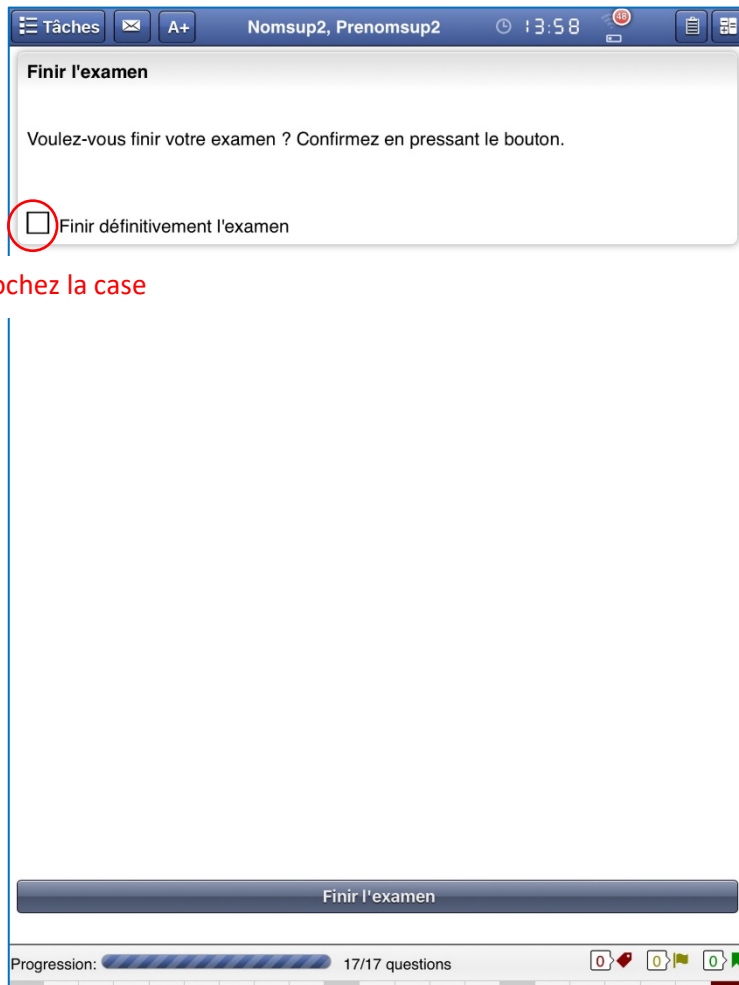 Tâches A+ Nomsup2, Prenomsup2 13:58 48
Finir l'examen
Voulez-vous finir votre examen ? Confirmez en pressant le bouton.
Finir définitivement l'examen
ochez la case
Finir l'examen
Progression: 17/17 questions 0 0 0